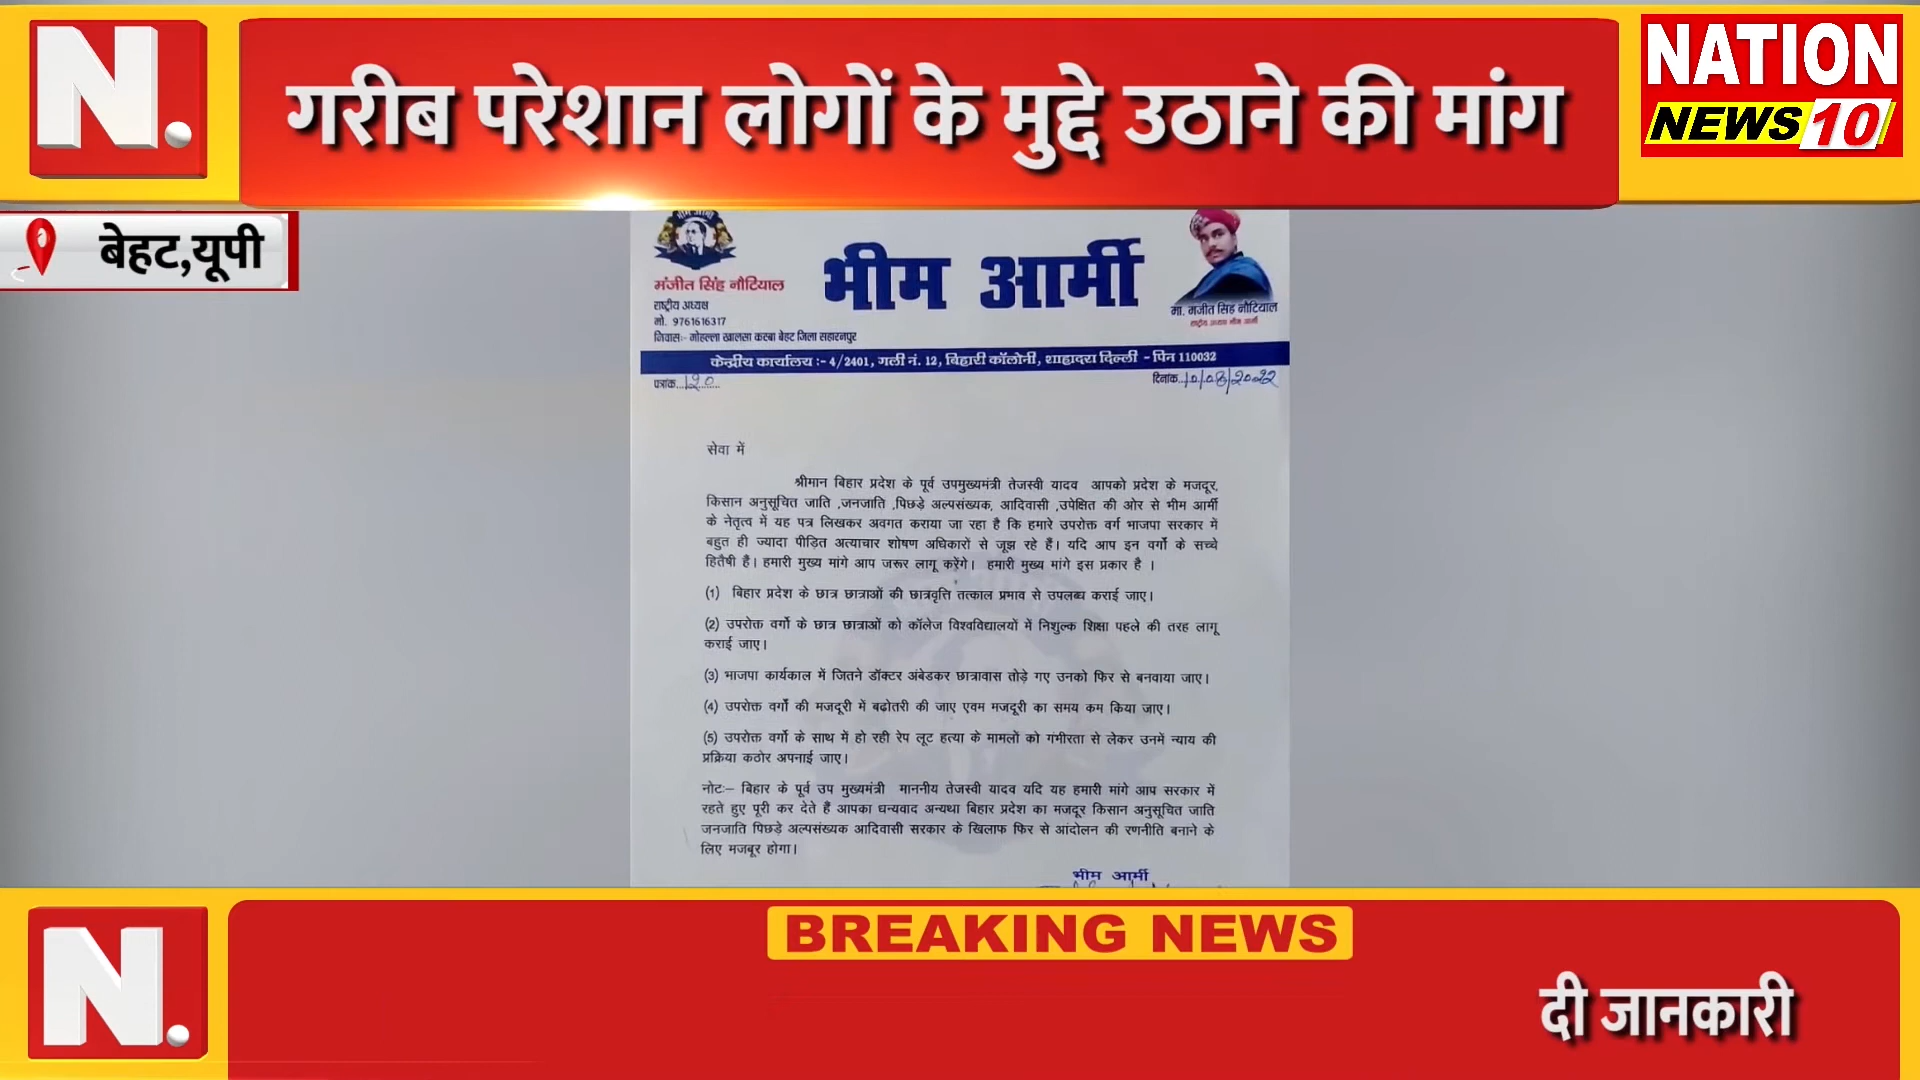 N.
गरीब परेशान लोगों के मुद्दे उठाने की मांग
NATION
NEWS 10
बेहट,यूपी
भीम आर्मी
मंजीत सिंह नौटियाल
राष्ट्रीय अध्यक्ष
मो. 9761616317
निवासः- मोहल्ला खालसा कस्बा बेहट जिला सहारनपुर
भीम आर्मी
मा. मंजीत सिंह नौटियाल
राष्ट्रीय अध्यक्ष भीम आर्मी
केन्द्रीय कार्यालय :- 4/2401, गली नं. 12, बिहारी कॉलोनी, शाहादरा दिल्ली - पिन 110032
पत्रांक...120......
दिनांक..10/08/2022
सेवा में
श्रीमान बिहार प्रदेश के पूर्व उपमुख्यमंत्री तेजस्वी यादव आपको प्रदेश के मजदूर,
किसान अनुसूचित जाति ,जनजाति ,पिछड़े अल्पसंख्यक, आदिवासी ,उपेक्षित की ओर से भीम आर्मी
के नेतृत्व में यह पत्र लिखकर अवगत कराया जा रहा है कि हमारे उपरोक्त वर्ग भाजपा सरकार में
बहुत ही ज्यादा पीड़ित अत्याचार शोषण अधिकारों से जूझ रहे हैं। यदि आप इन वर्गों के सच्चे
हितैषी हैं। हमारी मुख्य मांगे आप जरूर लागू करेंगे। हमारी मुख्य मांगे इस प्रकार है ।
(1) बिहार प्रदेश के छात्र छात्राओं की छात्रवृत्ति तत्काल प्रभाव से उपलब्ध कराई जाए।
(2) उपरोक्त वर्गो के छात्र छात्राओं को कॉलेज विश्वविद्यालयों में निशुल्क शिक्षा पहले की तरह लागू
कराई जाए।
(3) भाजपा कार्यकाल में जितने डॉक्टर अंबेडकर छात्रावास तोड़े गए उनको फिर से बनवाया जाए।
(4) उपरोक्त वर्गों की मजदूरी में बढोतरी की जाए एवम मजदूरी का समय कम किया जाए।
(5) उपरोक्त वर्गो के साथ में हो रही रेप लूट हत्या के मामलों को गंभीरता से लेकर उनमें न्याय की
प्रक्रिया कठोर अपनाई जाए।
नोटः– बिहार के पूर्व उप मुख्यमंत्री माननीय तेजस्वी यादव यदि यह हमारी मांगे आप सरकार में
रहते हुए पूरी कर देते हैं आपका धन्यवाद अन्यथा बिहार प्रदेश का मजदूर किसान अनुसूचित जाति
जनजाति पिछड़े अल्पसंख्यक आदिवासी सरकार के खिलाफ फिर से आंदोलन की रणनीति बनाने के
लिए मजबूर होगा।
भीम आर्मी
BREAKING NEWS
N.
दी जानकारी